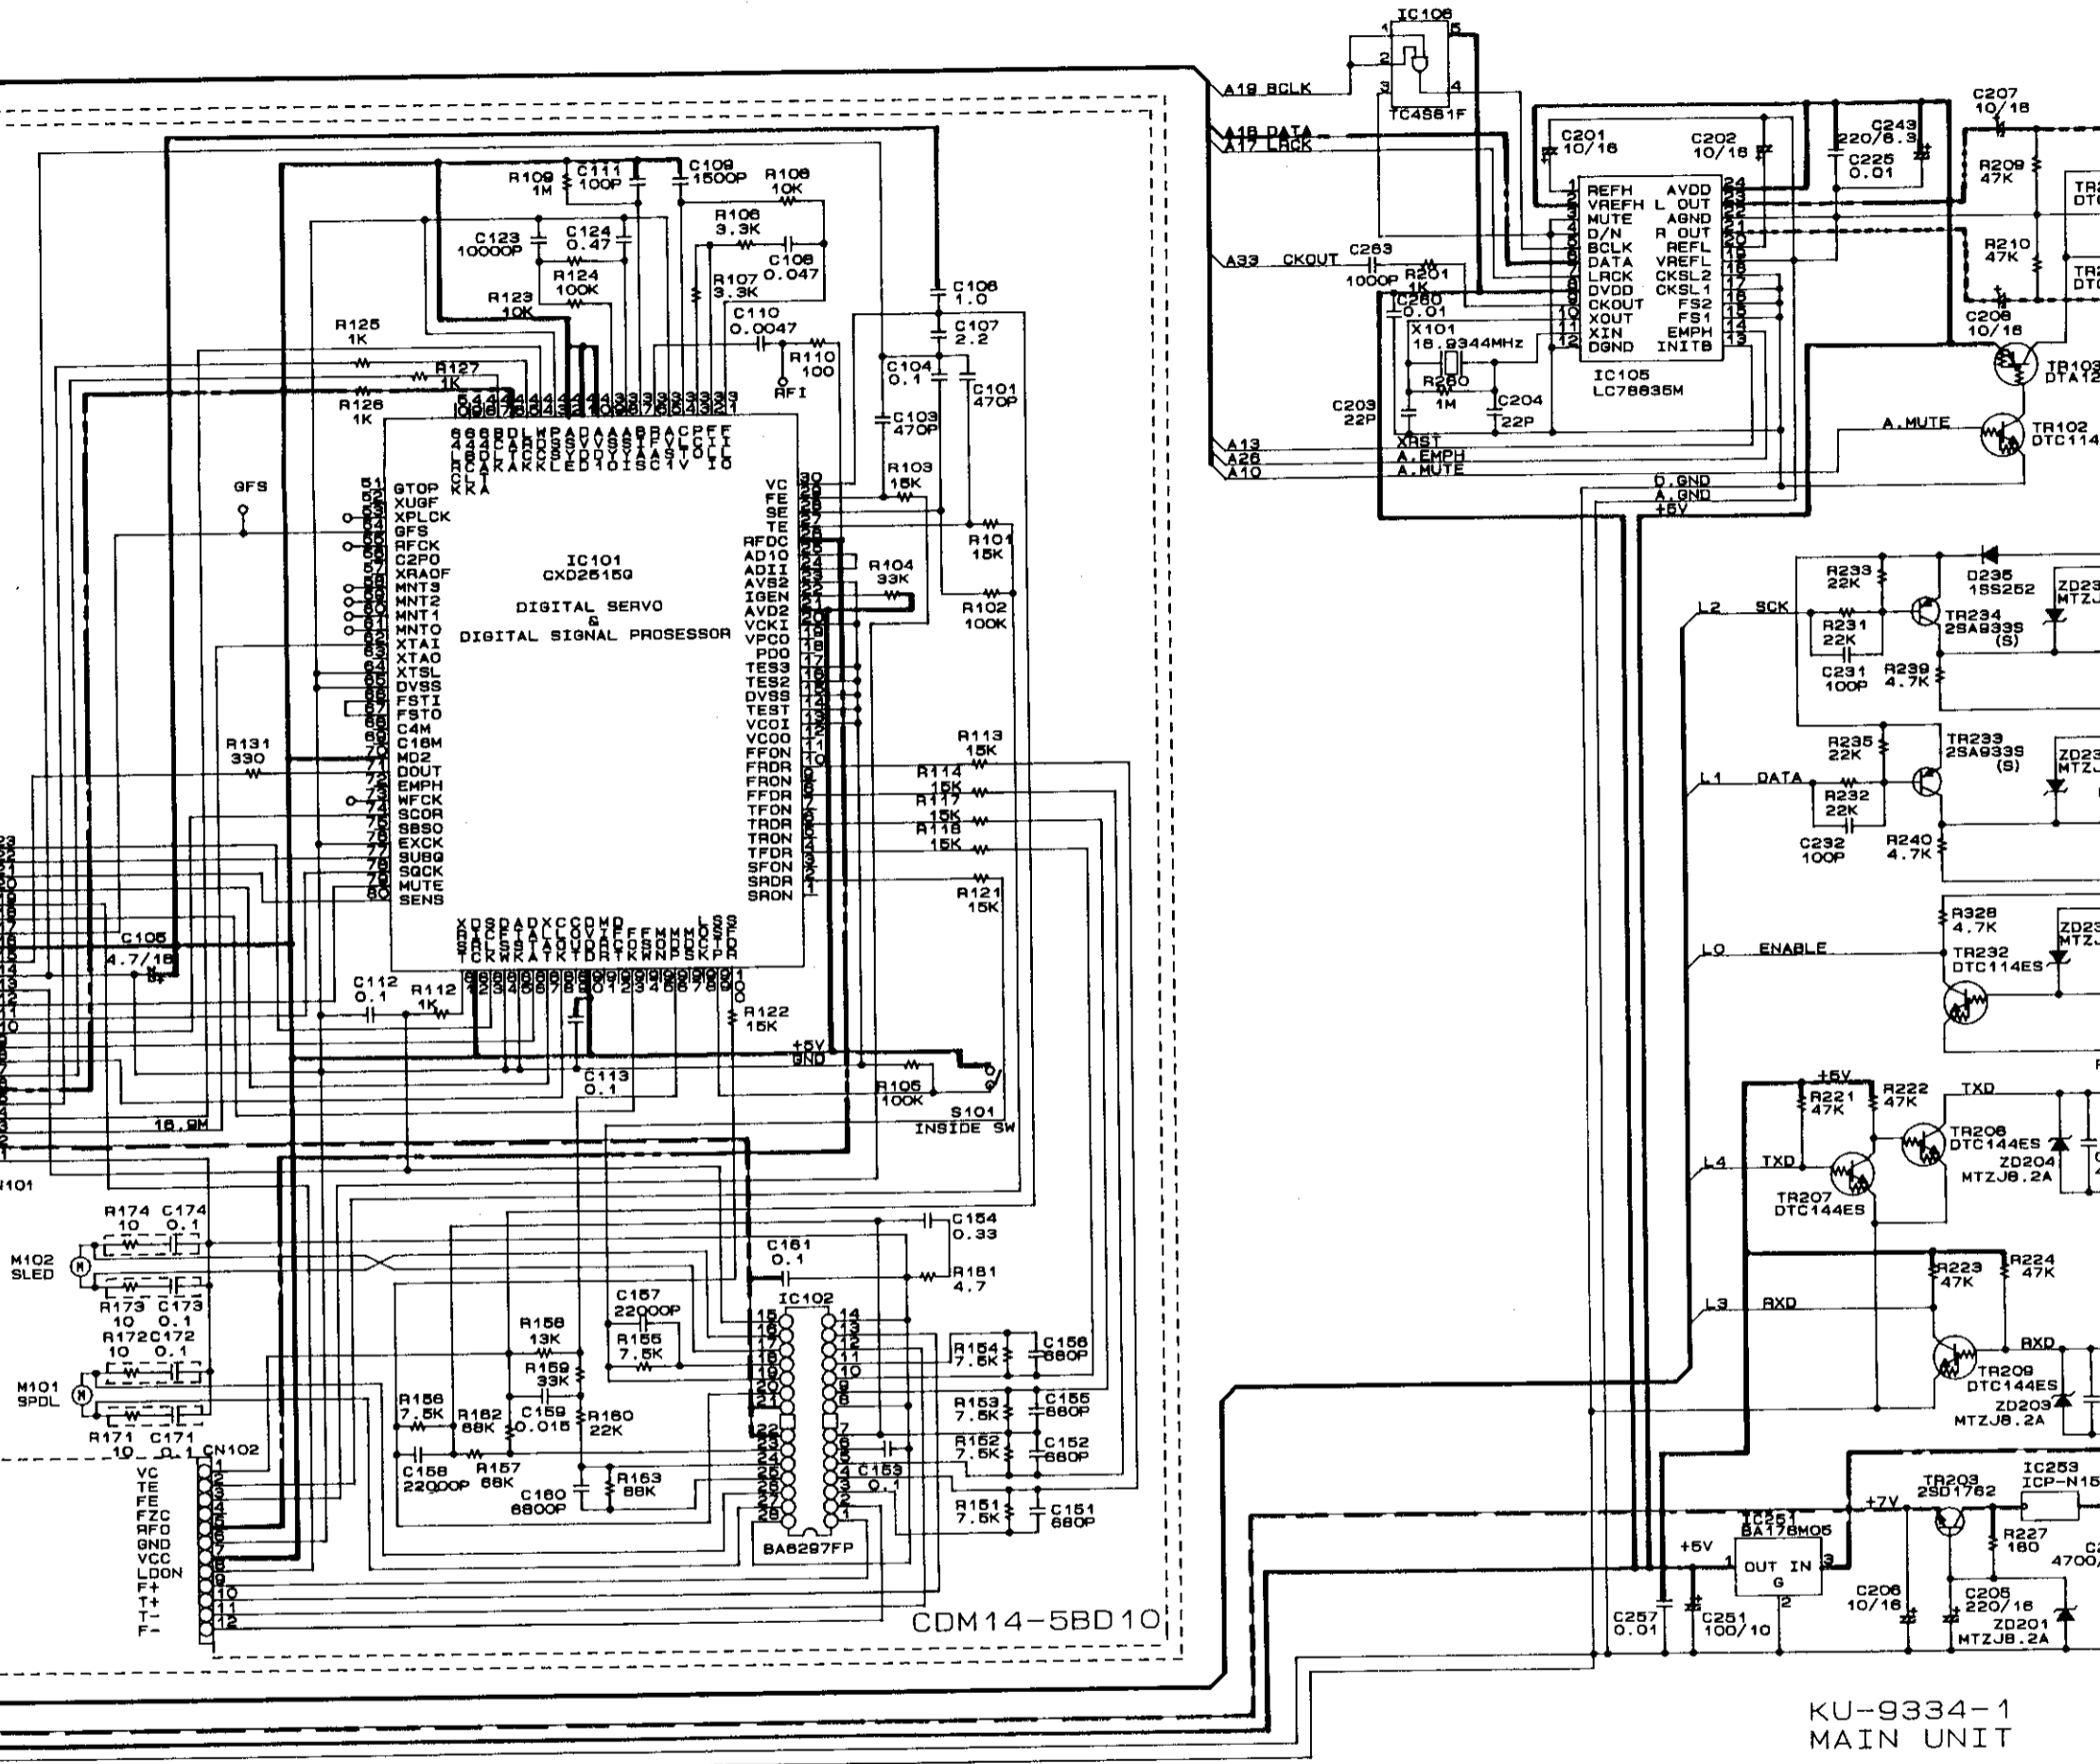 IC106
1
2
3
5
4
TC4S81F
A19 BCLK
A18 DATA
A17 LRCK
A33 CKOUT
C263
1000P
R201
1K
C260
0.01
X101
16.9344MHz
R260
1M
C203
22P
C204
22P
A13 XRST
A26 A.EMPH
A10 A.MUTE
C201
10/16
C202
10/16
220/6.3
C243
C225
0.01
C207
10/16
R209
47K
R210
47K
C208
10/16
REFH
VREFH
MUTE
D/N
BCLK
DATA
LRCK
DVDD
CKOUT
XOUT
XIN
DGND
AVDD
L OUT
AGND
R OUT
REFL
VREFL
CKSL2
CKSL1
FS2
FS1
EMPH
INITB
IC105
LC78835M
TR103
DTA12
A.MUTE
TR102
DTC114
D.GND
A.GND
+5V
R109
1M
C111
100P
C109
1500P
R108
10K
C123
10000P
C124
0.47
R106
3.3K
C108
0.047
R124
100K
R107
3.3K
R123
10K
C110
0.0047
C106
1.0
C107
2.2
R125
1K
R127
1K
R126
1K
R110
100
RFI
C104
0.1
C101
470P
C103
470P
R103
15K
R101
15K
R104
33K
R102
100K
GFS
IC101
CXD2515Q
DIGITAL SERVO
&
DIGITAL SIGNAL PROSESSOR
GTOP
XUGF
XPLCK
GFS
RFCK
C2PO
XRAOF
MNT3
MNT2
MNT1
MNTO
XTAI
XTAO
XTSL
DVSS
FSTI
FSTO
C4M
C16M
MD2
DOUT
EMPH
WFCK
SCOR
SBSO
EXCK
SUBQ
SQCK
MUTE
SENS
VC
FE
SE
TE
RFDC
ADIO
ADII
AVS2
IGEN
AVD2
VCKI
VPCO
PDO
TES3
TES2
DVSS
TEST
VCOI
VCOO
FFON
FRDR
FRON
FFDR
TFON
TRDR
TRON
TFDR
SFON
SRDR
SRON
R131
330
R113
15K
R114
15K
R117
15K
R118
15K
R121
15K
C105
4.7/16
C112
0.1
R112
1K
R122
15K
C113
0.1
+5V
GND
R105
100K
S101
INSIDE SW
16.9M
R174
10
C174
0.1
M102
SLED
R173
10
C173
0.1
R172
10
C172
0.1
M101
SPDL
R171
10
C171
0.1
CN102
VC
TE
FE
FZC
RFO
GND
VCC
LDON
F+
T+
T-
F-
C154
0.33
R181
4.7
C161
0.1
IC102
C157
22000P
R155
7.5K
R158
13K
R159
33K
C159
0.015
R160
22K
R156
7.5K
R162
68K
C158
22000P
R157
68K
C160
6800P
R163
68K
R154
7.5K
C156
680P
R153
7.5K
C155
680P
R152
7.5K
C152
680P
C153
0.1
R151
7.5K
C151
680P
BA6297FP
CDM14-5BD10
L2 SCK
R233
22K
R231
22K
C231
100P
R239
4.7K
TR234
2SA933S
(S)
D235
1SS252
L1 DATA
R235
22K
R232
22K
C232
100P
R240
4.7K
TR233
2SA933S
(S)
L0 ENABLE
R328
4.7K
TR232
DTC114ES
+5V
R221
47K
R222
47K
TXD
TR206
DTC144ES
ZD204
MTZJ8.2A
L4 TXD
TR207
DTC144ES
R223
47K
R224
47K
L3 RXD
RXD
TR209
DTC144ES
ZD203
MTZJ8.2A
IC253
ICP-N15
TR203
2SD1762
+7V
R227
180
IC251
BA178M05
+5V
1
OUT IN
G
3
2
C257
0.01
C251
100/10
C206
10/16
C205
220/16
ZD201
MTZJ8.2A
4700/
KU-9334-1
MAIN UNIT